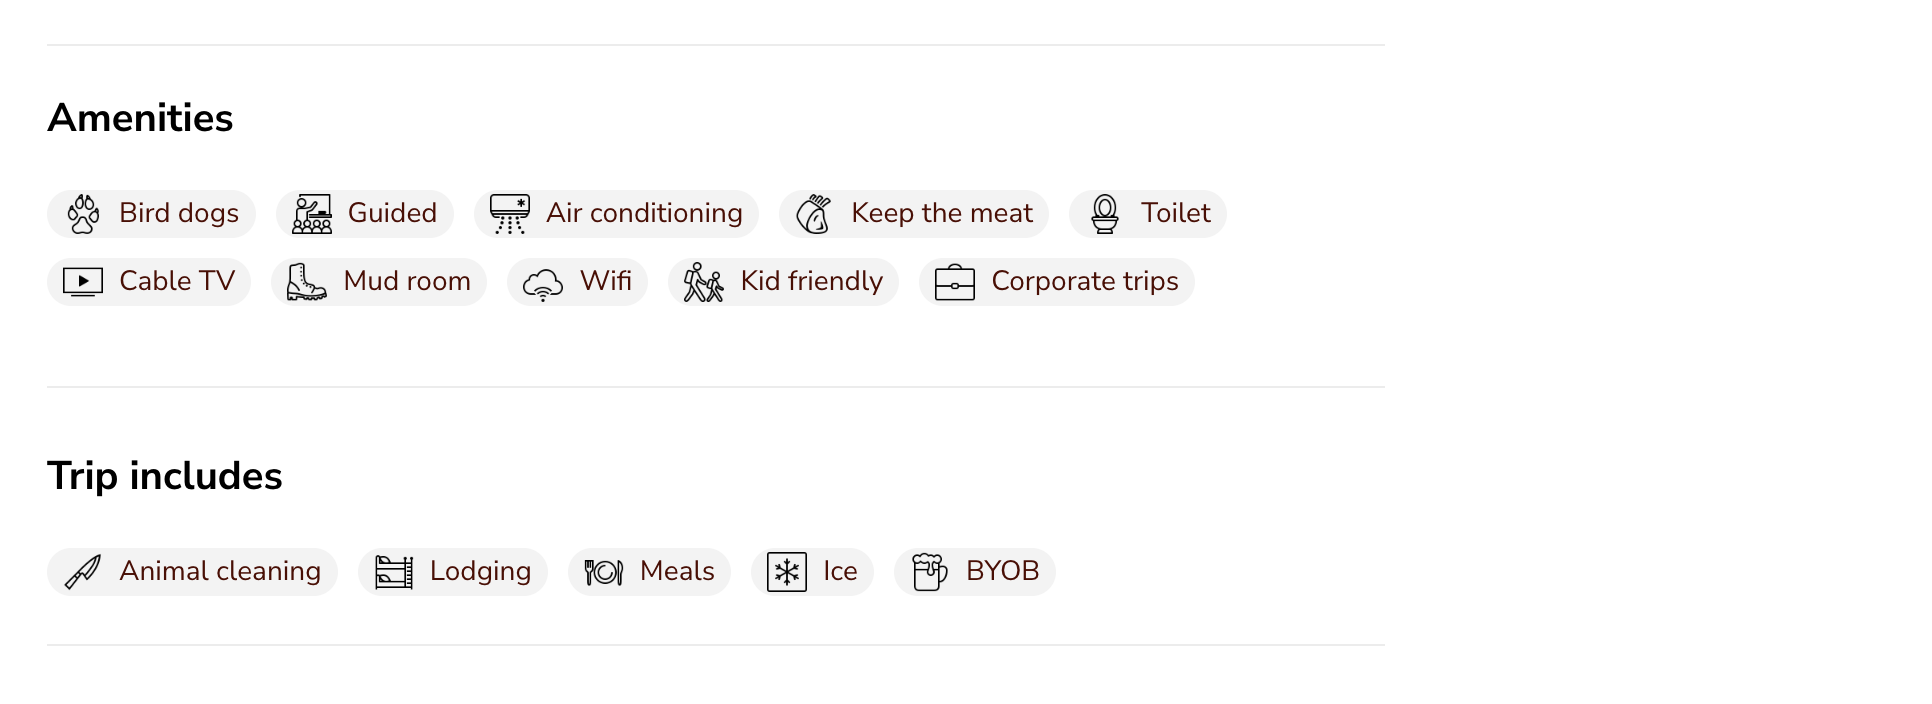 Amenities
Bird dogs Guided Air conditioning Keep the meat Toilet
Cable TV Mud room Wifi Kid friendly Corporate trips
Trip includes
Animal cleaning Lodging Meals Ice BYOB